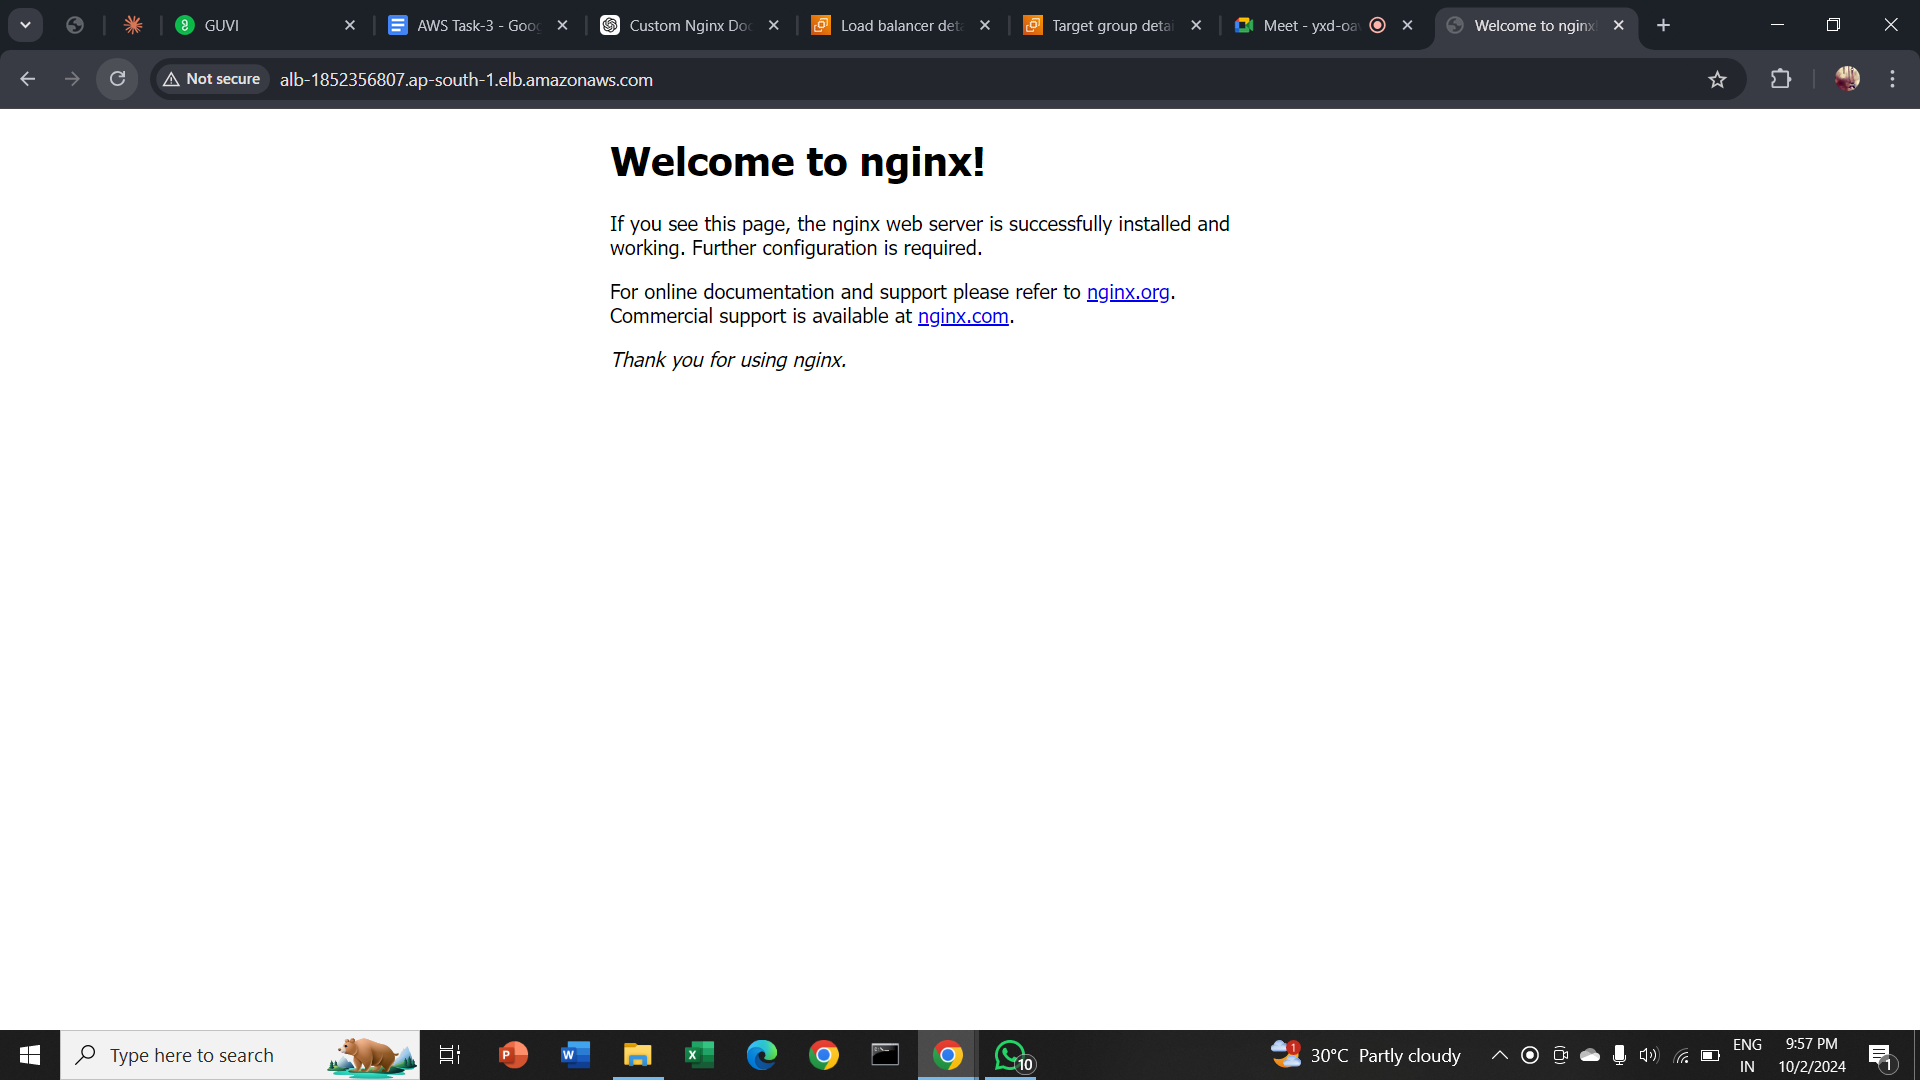 GUVI
AWS Task-3 - Goog
Custom Nginx Doc
Load balancer deta
Target group detai
Meet - yxd-oav
Welcome to nginx!
Not secure
alb-1852356807.ap-south-1.elb.amazonaws.com
Welcome to nginx!
If you see this page, the nginx web server is successfully installed and
working. Further configuration is required.
For online documentation and support please refer to nginx.org.
Commercial support is available at nginx.com.
Thank you for using nginx.
Type here to search
10
1
30°C Partly cloudy
ENG
IN
9:57 PM
10/2/2024
1